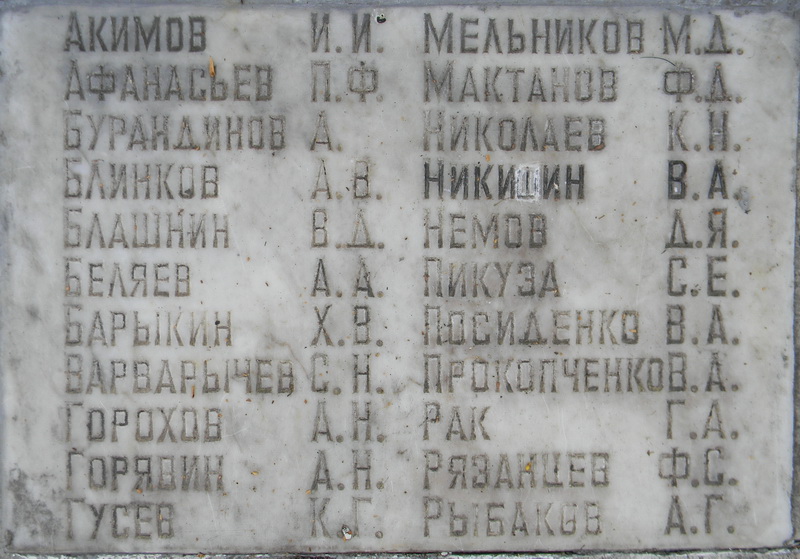 Акимов И.И.
Афанасьев П.Ф.
Бурандинов А.
Блинков А.В.
Блашнин В.Д.
Беляев А.А.
Барыкин Х.В.
Варварычев С.Н.
Горохов А.Н.
Горявин А.Н.
Гусев К.Г.
Мельников М.Д.
Мактанов Ф.Д.
Николаев К.Н.
Никишин В.А.
Немов Д.Я.
Пикуза С.Е.
Посиденко В.А.
Прокопченко В.А.
Рак Г.А.
Рязанцев Ф.С.
Рыбаков А.Г.